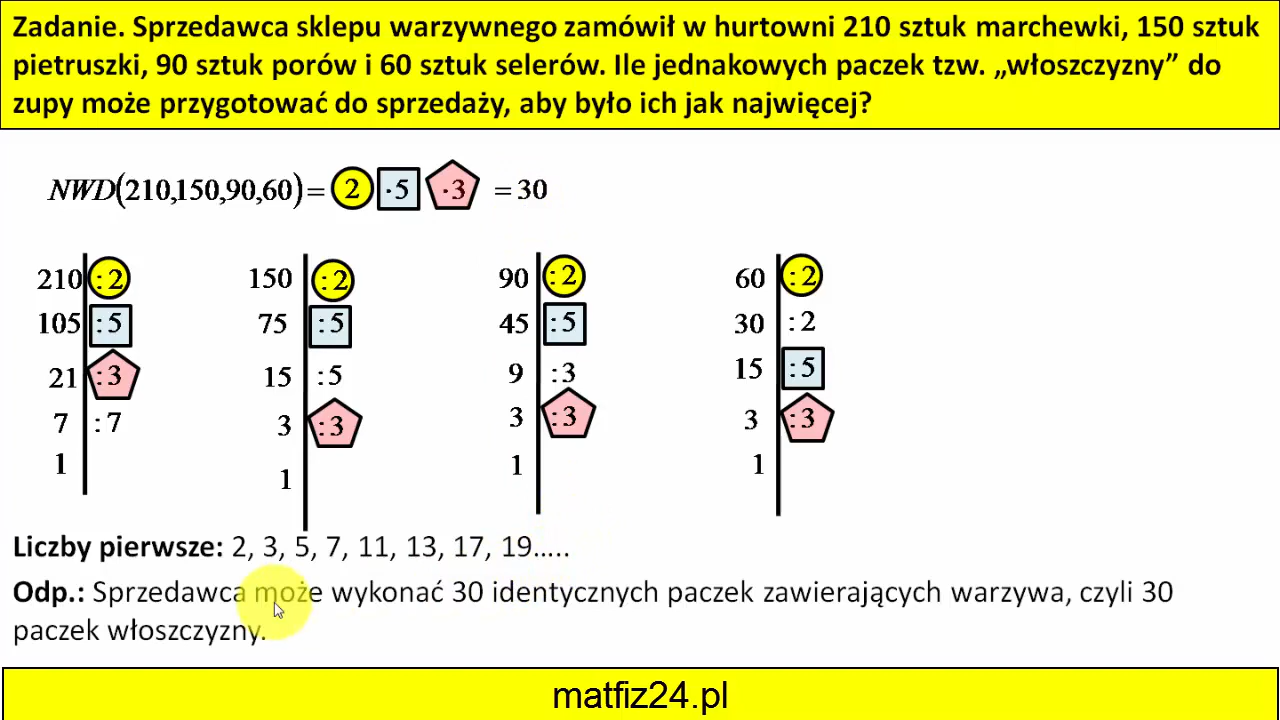 Zadanie. Sprzedawca sklepu warzywnego zamówił w hurtowni 210 sztuk marchewki, 150 sztuk
pietruszki, 90 sztuk porów i 60 sztuk selerów. Ile jednakowych paczek tzw. „włoszczyzny” do
zupy może przygotować do sprzedaży, aby było ich jak najwięcej?
NWD(210,150,90,60) = 2 ·5 ·3 = 30
210 :2 150 :2 90 :2 60 :2
105 :5 75 :5 45 :5 30 :2
21 :3 15 :5 9 :3 15 :5
7 :7 3 :3 3 :3 3 :3
1 1 1 1
Liczby pierwsze: 2, 3, 5, 7, 11, 13, 17, 19…..
Odp.: Sprzedawca może wykonać 30 identycznych paczek zawierających warzywa, czyli 30
paczek włoszczyzny.
matfiz24.pl